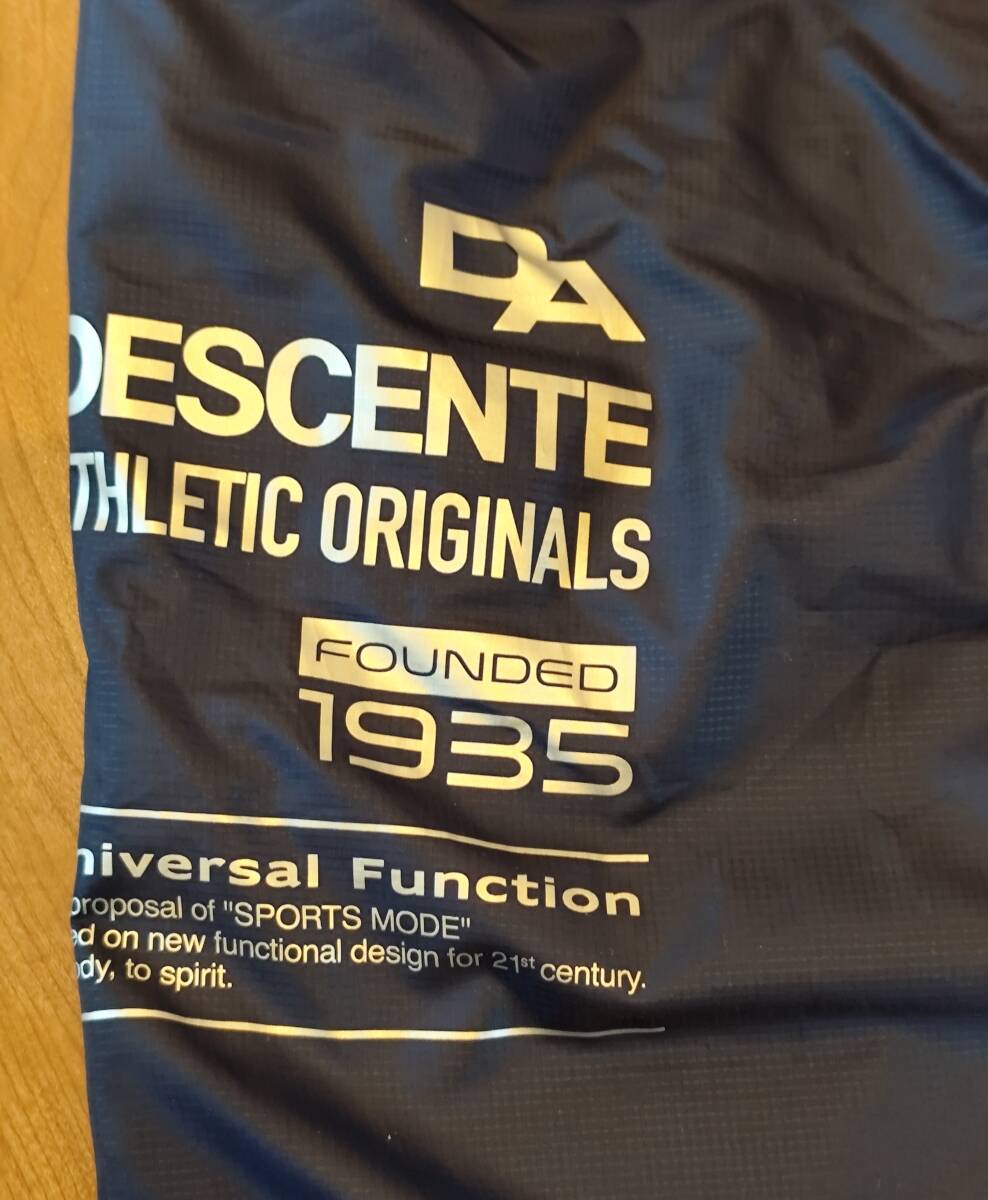 DA
DESCENTE
THLETIC ORIGINALS
FOUNDED
1935
niversal Function
proposal of "SPORTS MODE"
ed on new functional design for 21st century.
ody, to spirit.